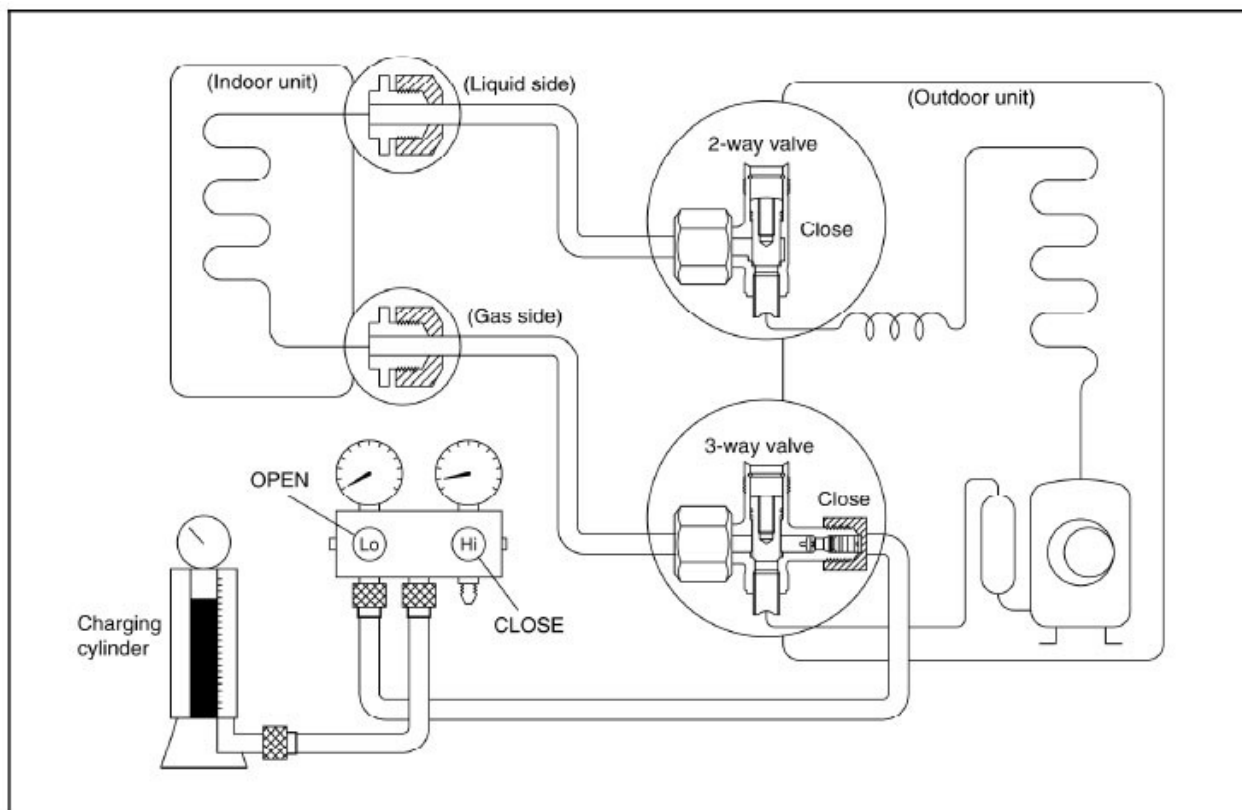 (Indoor unit)
(Liquid side)
(Outdoor unit)
2-way valve
Close
(Gas side)
3-way valve
Close
OPEN
Lo
Hi
CLOSE
Charging
cylinder